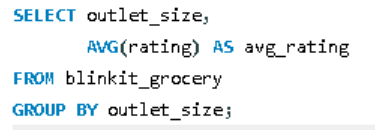 SELECT outlet_size,
AVG(rating) AS avg_rating
FROM blinkit_grocery
GROUP BY outlet_size;